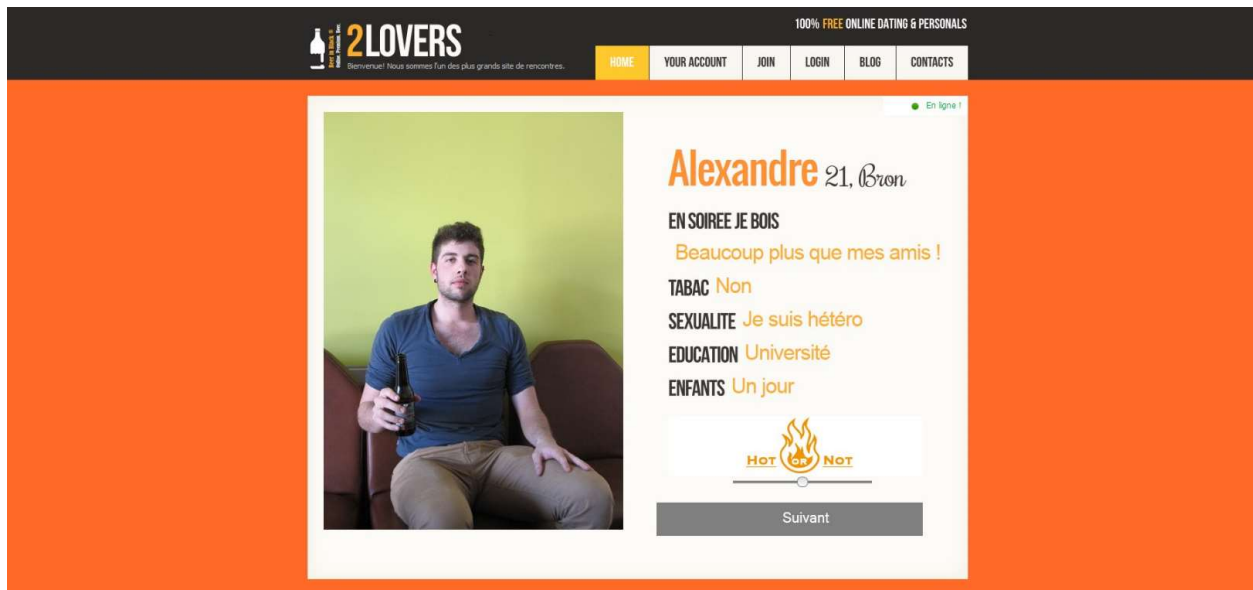 100% FREE ONLINE DATING & PERSONALS
2LOVERS
Bienvenue! Nous sommes l'un des plus grands site de rencontres.
HOME
YOUR ACCOUNT
JOIN
LOGIN
BLOG
CONTACTS
En ligne !
Alexandre 21, Bron
EN SOIREE JE BOIS
Beaucoup plus que mes amis !
TABAC Non
SEXUALITE Je suis hétéro
EDUCATION Université
ENFANTS Un jour
HOT OR NOT
Suivant